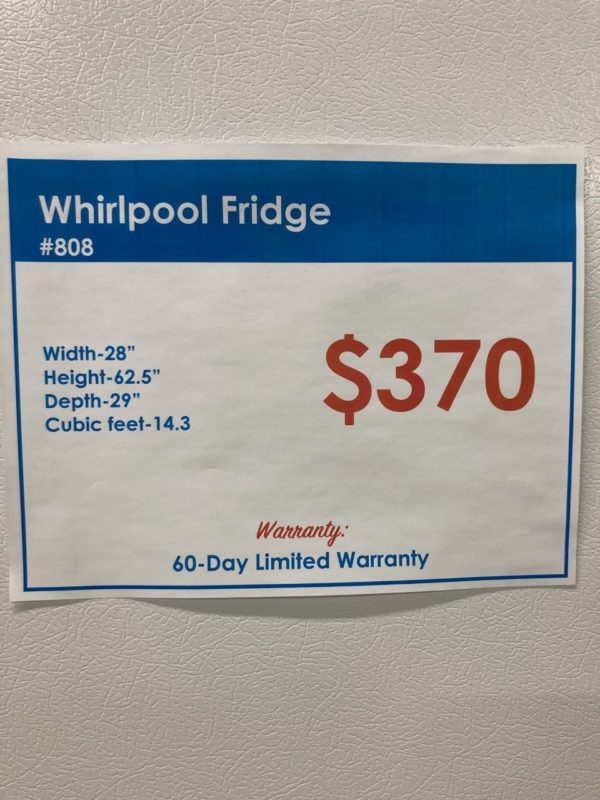 Whirlpool Fridge
#808
Width-28”
Height-62.5”
Depth-29”
Cubic feet-14.3
$370
Warranty:
60-Day Limited Warranty